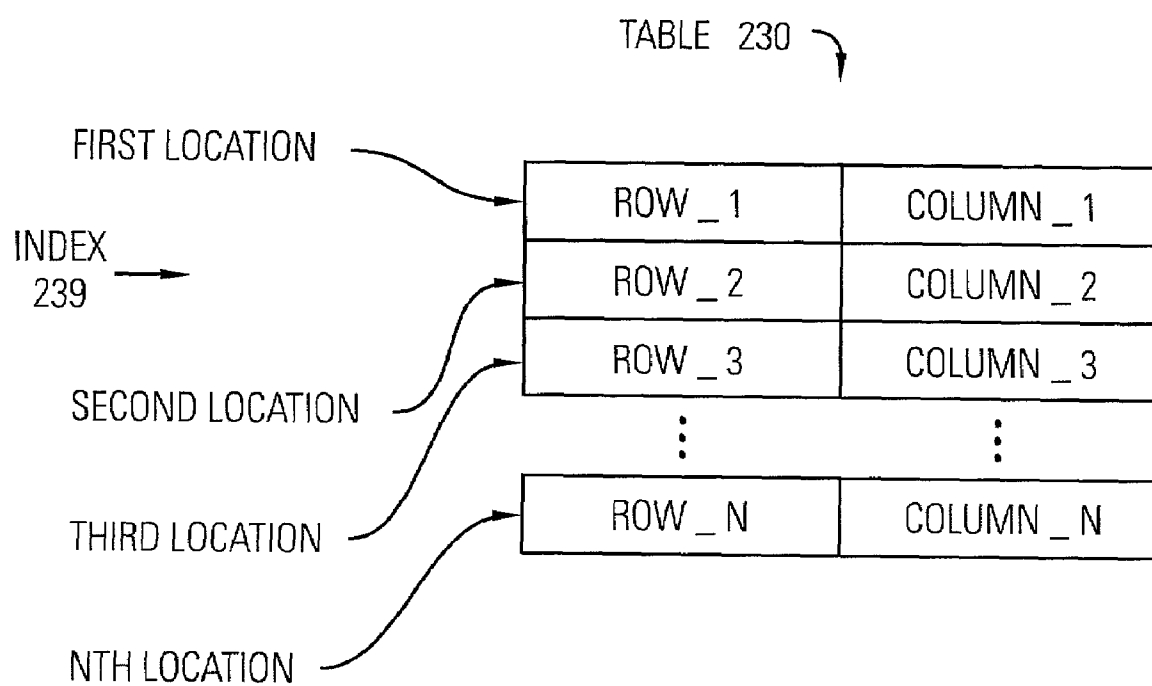 TABLE 230
FIRST LOCATION
ROW _ 1 COLUMN _ 1
INDEX
239
ROW _ 2 COLUMN _ 2
ROW _ 3 COLUMN _ 3
SECOND LOCATION
ROW _ N COLUMN _ N
THIRD LOCATION
NTH LOCATION